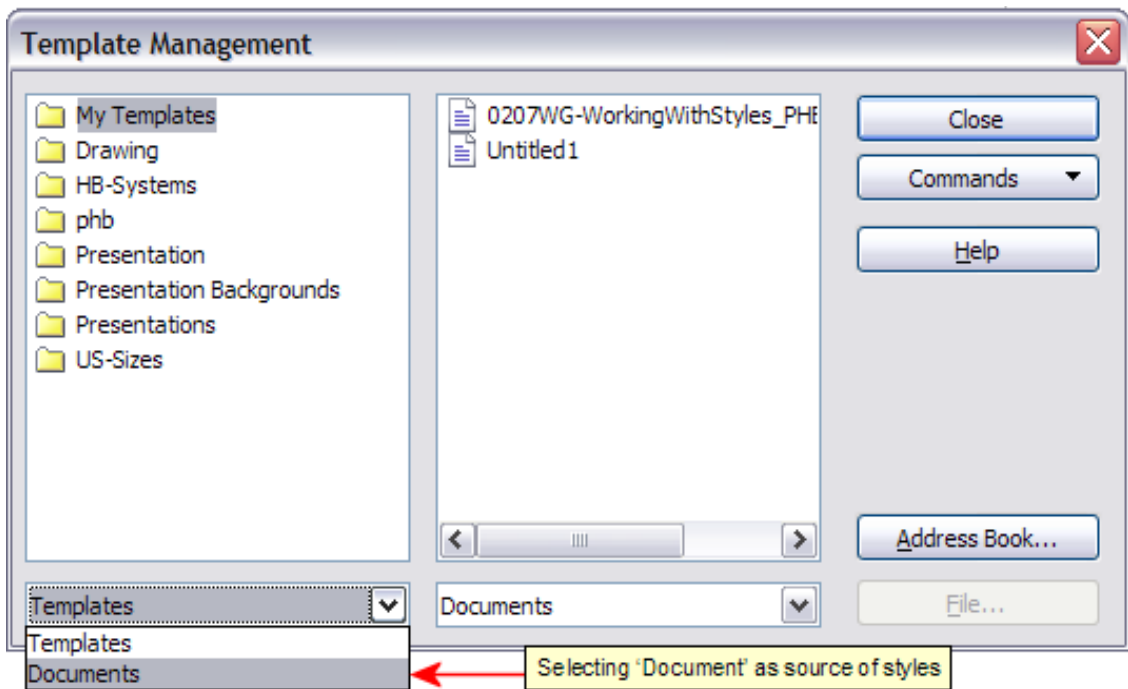 Template Management
My Templates
Drawing
HB-Systems
phb
Presentation
Presentation Backgrounds
Presentations
US-Sizes
0207WG-WorkingWithStyles_PHB
Untitled1
Close
Commands
Help
Address Book...
File...
Templates
Documents
Templates
Documents
Selecting ‘Document’ as source of styles